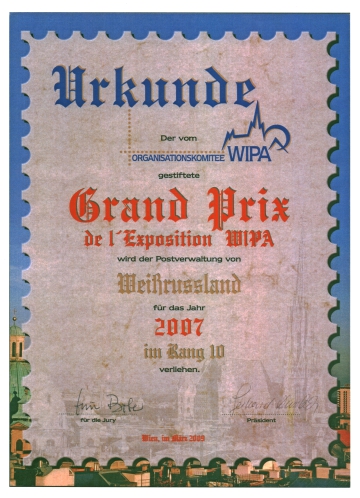 Urkunde
Der vom
ORGANISATIONSKOMITEE WIPA
gestiftete
Grand Prix
de l´Exposition WIPA
wird der Postverwaltung von
Weißrussland
für das Jahr
2007
im Rang 10
verliehen.
für die Jury
Präsident
Wien, im März 2009